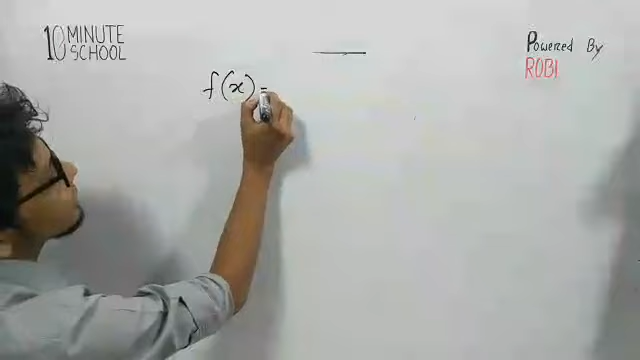 10 MINUTE
SCHOOL
Powered By
ROBI
f(x) =